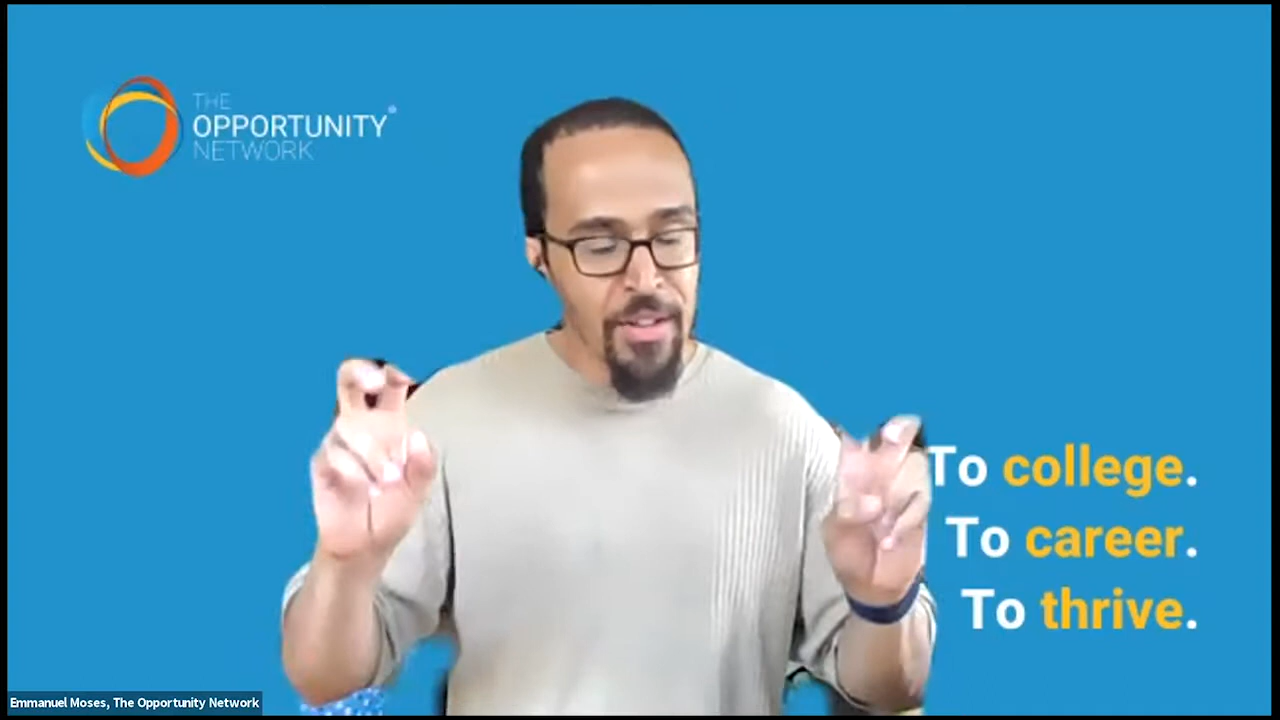 THE
OPPORTUNITY®
NETWORK
To college.
To career.
To thrive.
Emmanuel Moses, The Opportunity Network